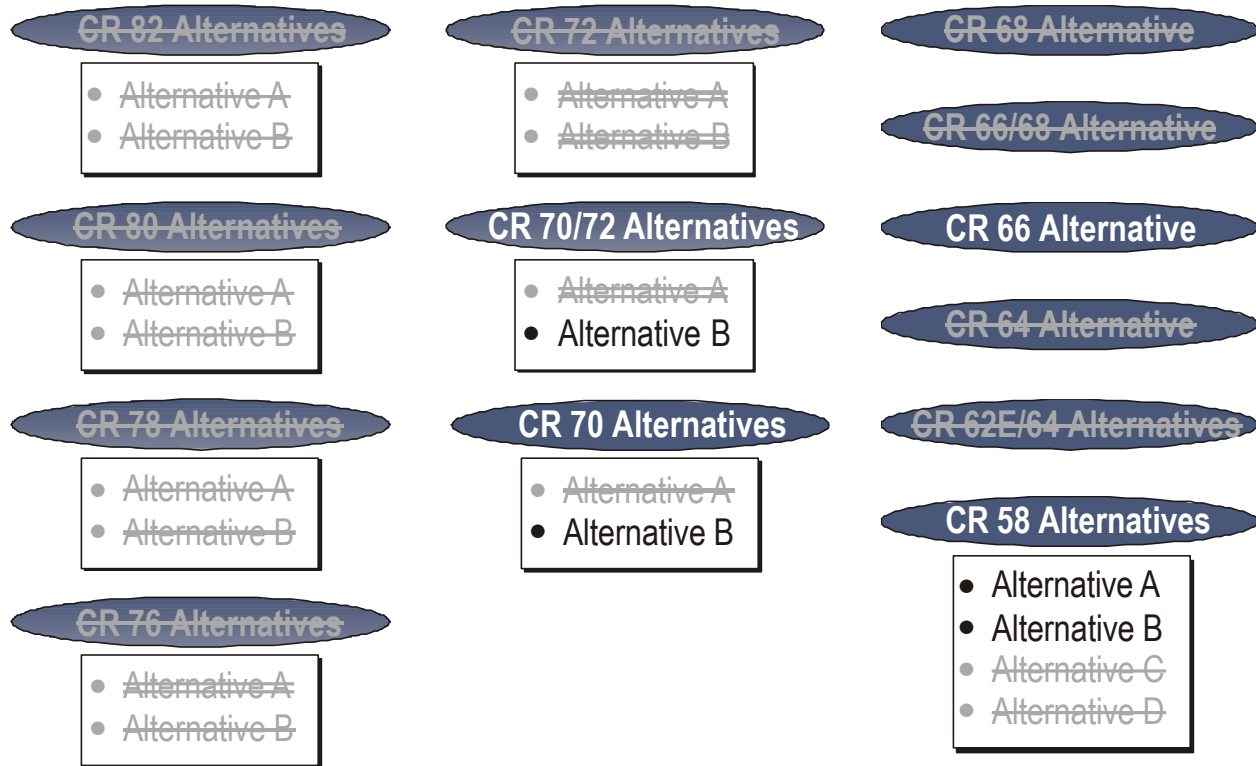 CR 82 Alternatives
• Alternative A
• Alternative B
CR 80 Alternatives
• Alternative A
• Alternative B
CR 78 Alternatives
• Alternative A
• Alternative B
CR 76 Alternatives
• Alternative A
• Alternative B
CR 72 Alternatives
• Alternative A
• Alternative B
CR 70/72 Alternatives
• Alternative A
• Alternative B
CR 70 Alternatives
• Alternative A
• Alternative B
CR 68 Alternative
CR 66/68 Alternative
CR 66 Alternative
CR 64 Alternative
CR 62E/64 Alternatives
CR 58 Alternatives
• Alternative A
• Alternative B
• Alternative C
• Alternative D